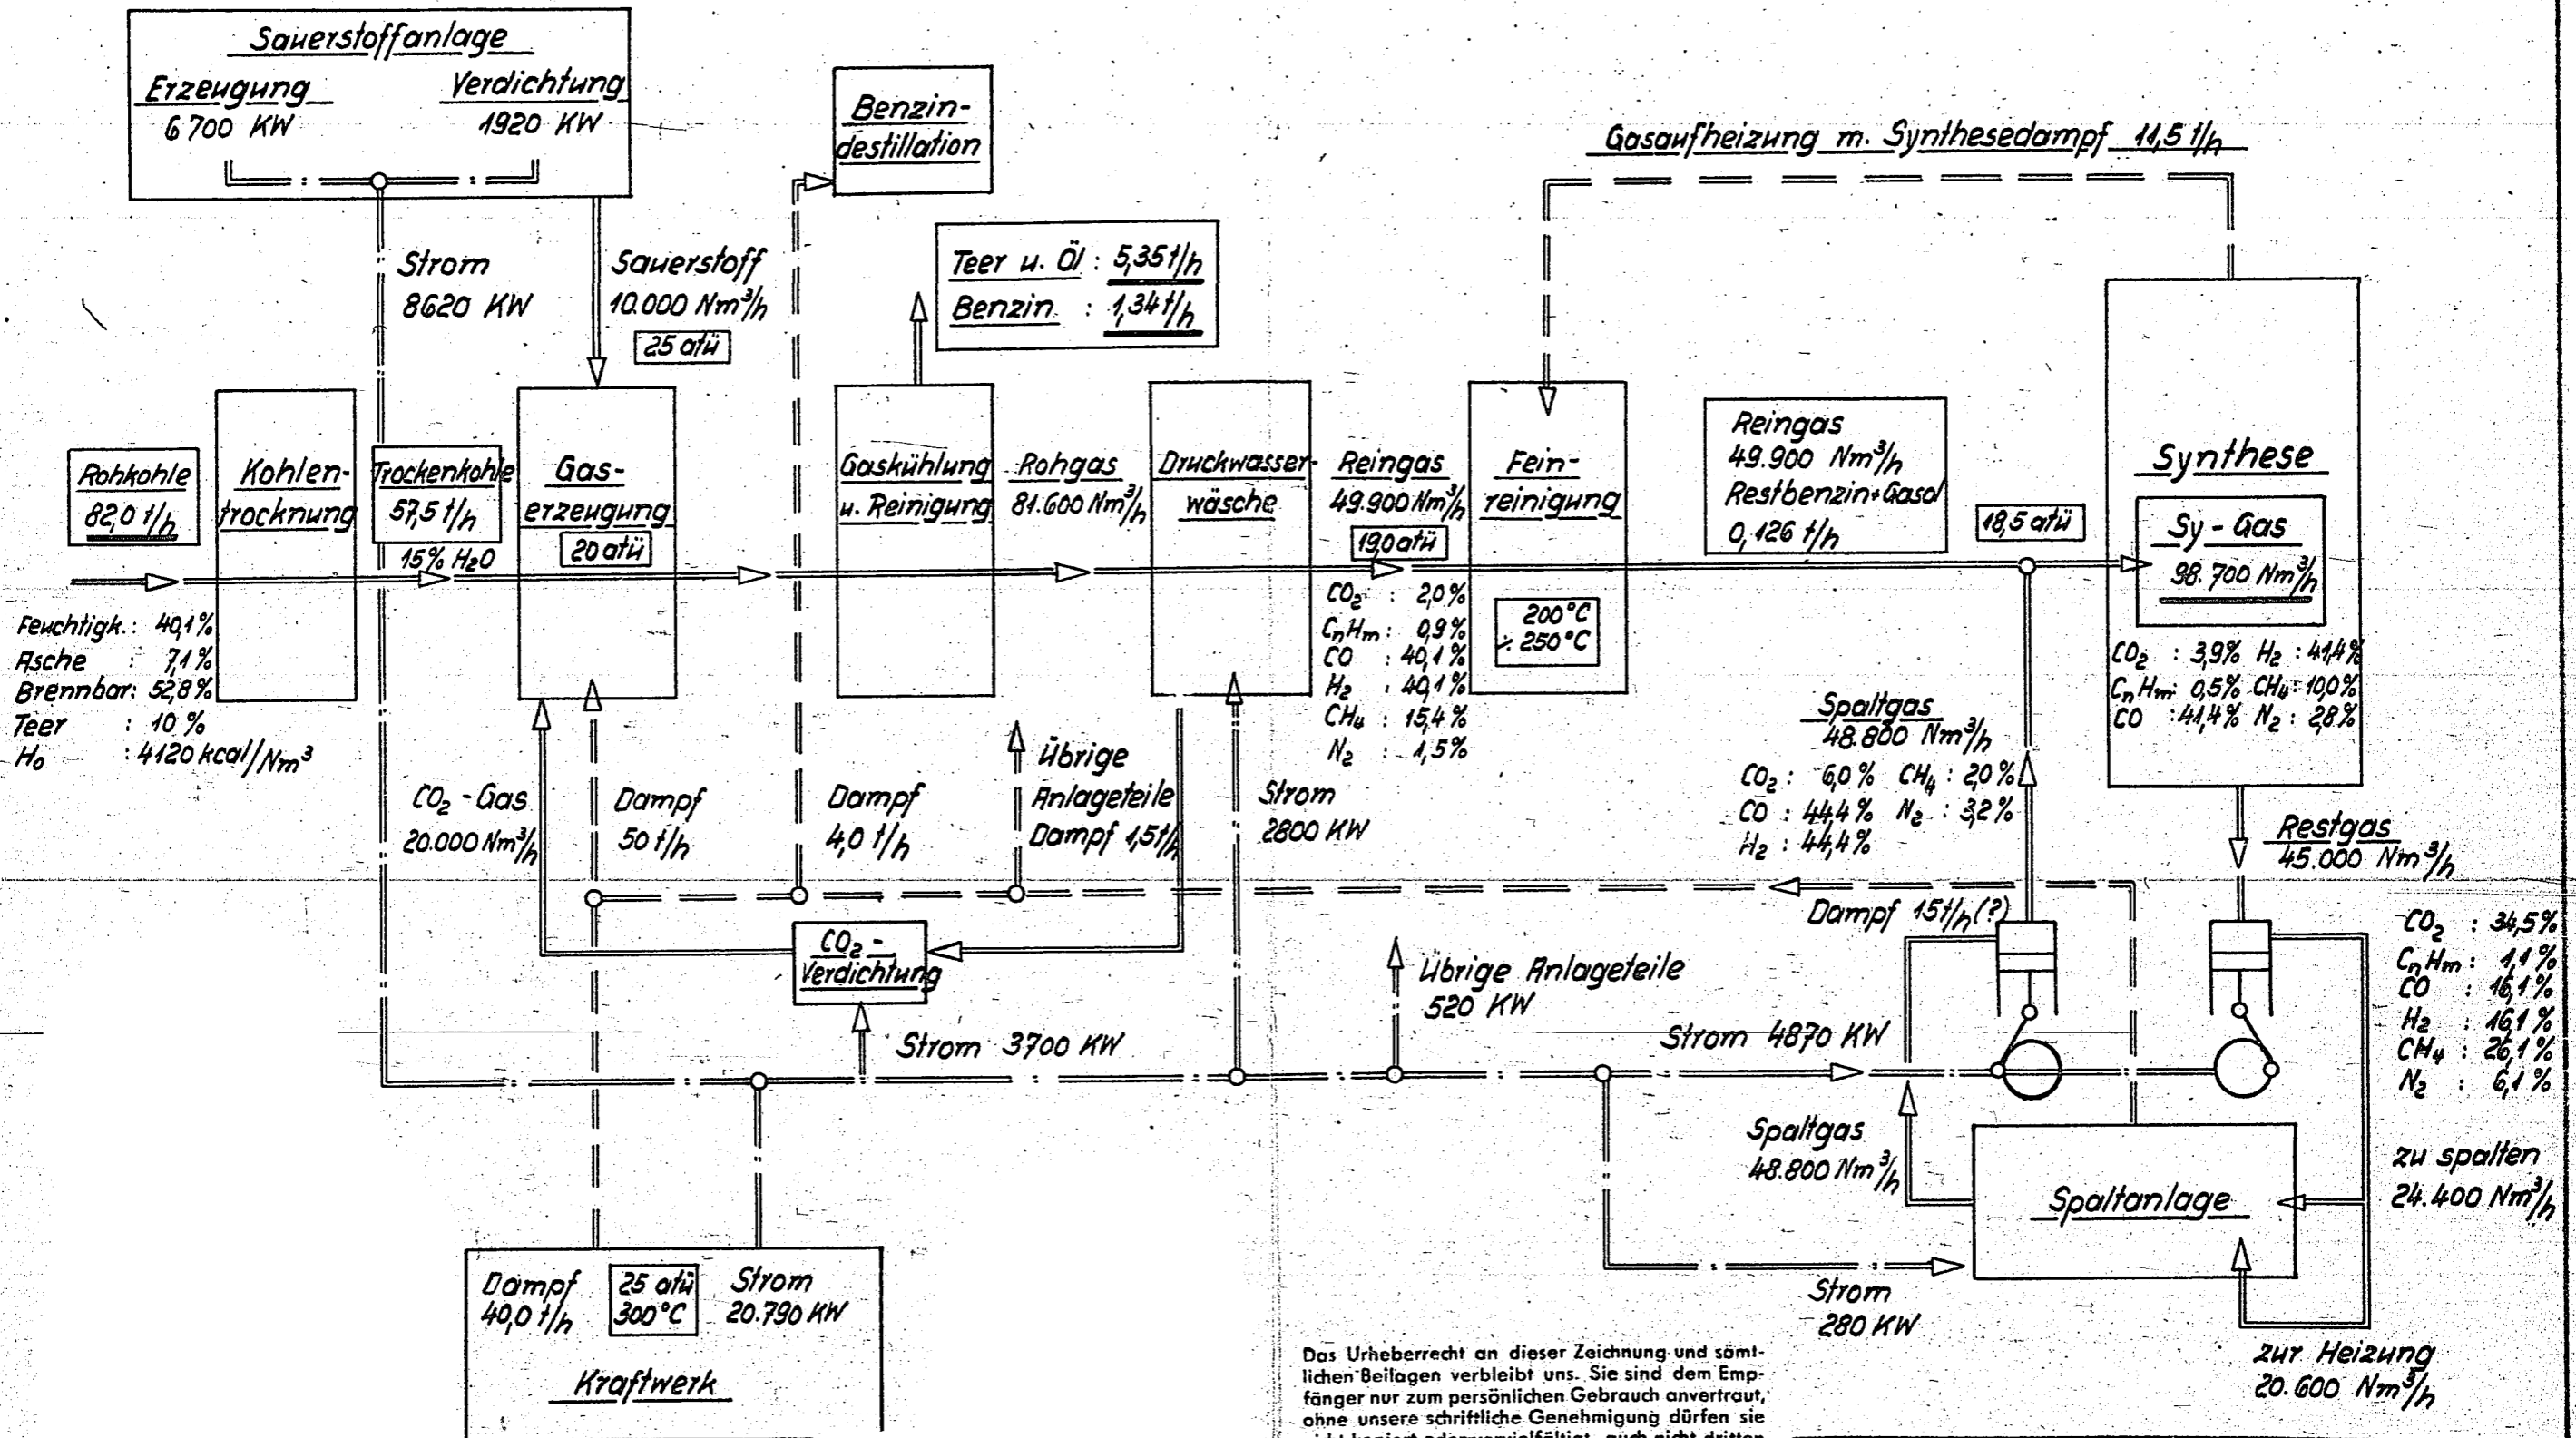 Sauerstoffanlage
Erzeugung
6 700 KW
Verdichtung
1920 KW
Benzin-
destillation
Gasaufheizung m. Synthesedampf 11,5 t/h
Strom
8620 KW
Sauerstoff
10.000 Nm³/h
25 atü
Teer u. Öl : 5,35 t/h
Benzin : 1,34 t/h
Rohkohle
82,0 t/h
Kohlen-
trocknung
Trockenkohle
57,5 t/h
15% H₂O
Gas-
erzeugung
20 atü
Gaskühlung
u. Reinigung
Rohgas
81.600 Nm³/h
Druckwasser-
wäsche
Reingas
49.900 Nm³/h
19,0 atü
Fein-
reinigung
200°C
÷ 250°C
Reingas
49.900 Nm³/h
Restbenzin+Gasol
0,126 t/h
18,5 atü
Synthese
Sy-Gas
98.700 Nm³/h
CO₂ : 3,9% H₂ : 41,4%
CnHm : 0,5% CH₄ : 10,0%
CO : 41,4% N₂ : 2,8%
Feuchtigk. : 40,1%
Asche : 7,1%
Brennbar : 52,8%
Teer : 10 %
H₀ : 4120 kcal/Nm³
CO₂ : 2,0%
CnHm : 0,9%
CO : 40,1%
H₂ : 40,1%
CH₄ : 15,4%
N₂ : 1,5%
Spaltgas
48.800 Nm³/h
CO₂ : 6,0% CH₄ : 2,0%
CO : 44,4% N₂ : 3,2%
H₂ : 44,4%
CO₂-Gas
20.000 Nm³/h
Dampf
50 t/h
Dampf
4,0 t/h
Übrige
Anlageteile
Dampf 1,5 t/h
Strom
2800 KW
Restgas
45.000 Nm³/h
Dampf 15 t/h (?)
CO₂ : 34,5%
CnHm : 1,1%
CO : 16,1%
H₂ : 16,1%
CH₄ : 26,1%
N₂ : 6,1%
CO₂-
Verdichtung
Übrige Anlageteile
520 KW
Strom 3700 KW
Strom 4870 KW
Spaltgas
48.800 Nm³/h
Spaltanlage
zu spalten
24.400 Nm³/h
Strom
280 KW
zur Heizung
20.600 Nm³/h
Dampf
40,0 t/h
25 atü
300°C
Strom
20.790 KW
Kraftwerk
Das Urheberrecht an dieser Zeichnung und sämt-
lichen Beilagen verbleibt uns. Sie sind dem Emp-
fänger nur zum persönlichen Gebrauch anvertraut,
ohne unsere schriftliche Genehmigung dürfen sie